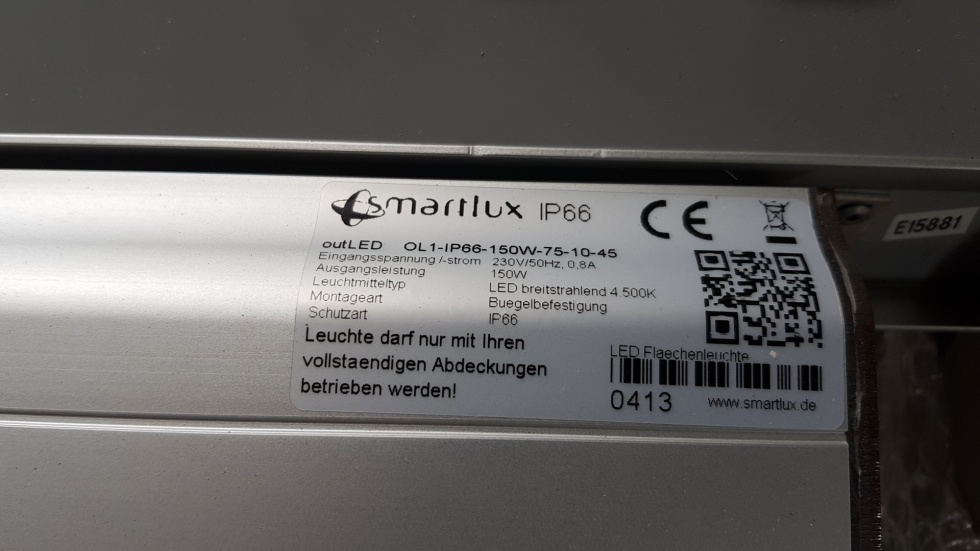 smartlux IP66
CE
E15881
outLED OL1-IP66-150W-75-10-45
Eingangsspannung /-strom 230V/50Hz, 0,8A
Ausgangsleistung 150W
Leuchtmitteltyp LED breitstrahlend 4.500K
Montageart Buegelbefestigung
Schutzart IP66
Leuchte darf nur mit Ihren
vollstaendigen Abdeckungen
betrieben werden!
LED Flaechenleuchte
0413 www.smartlux.de